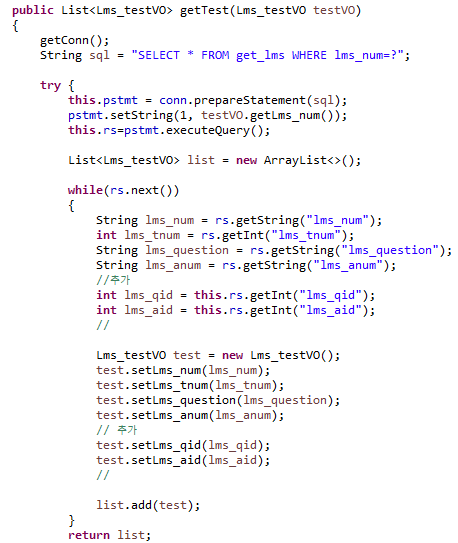 public List<Lms_testVO> getTest(Lms_testVO testVO)
{
    getConn();
    String sql = "SELECT * FROM get_lms WHERE lms_num=?";

    try {
        this.pstmt = conn.prepareStatement(sql);
        pstmt.setString(1, testVO.getLms_num());
        this.rs=pstmt.executeQuery();

        List<Lms_testVO> list = new ArrayList<>();

        while(rs.next())
        {
            String lms_num = rs.getString("lms_num");
            int lms_tnum = rs.getInt("lms_tnum");
            String lms_question = rs.getString("lms_question");
            String lms_anum = rs.getString("lms_anum");
            //추가
            int lms_qid = this.rs.getInt("lms_qid");
            int lms_aid = this.rs.getInt("lms_aid");
            //

            Lms_testVO test = new Lms_testVO();
            test.setLms_num(lms_num);
            test.setLms_tnum(lms_tnum);
            test.setLms_question(lms_question);
            test.setLms_anum(lms_anum);
            // 추가
            test.setLms_qid(lms_qid);
            test.setLms_aid(lms_aid);
            //

            list.add(test);
        }
        return list;